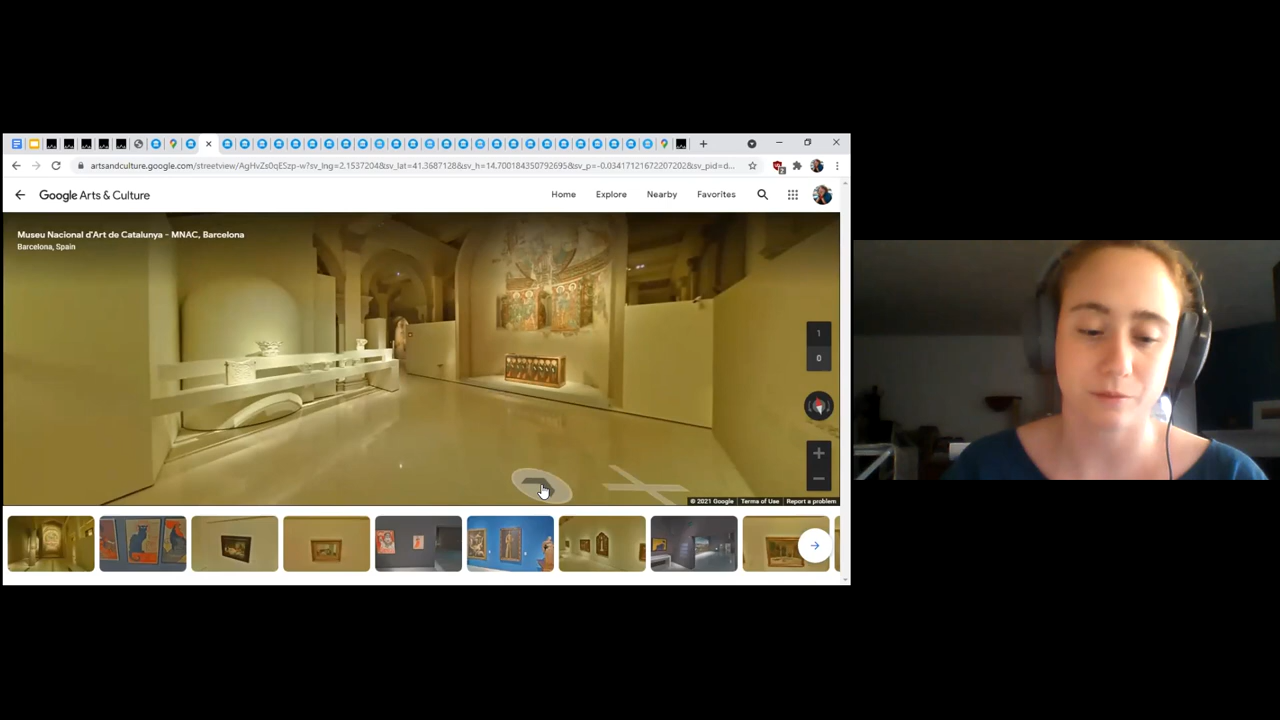 artsandculture.google.com/streetview/AgHvZs0qESzp-w?sv_lng=2.1537204&sv_lat=41.3687128&sv_h=14.700184350792695&sv_p=-0.03417121672207202&sv_pid=d...
2
Google Arts & Culture
Home
Explore
Nearby
Favorites
Museu Nacional d'Art de Catalunya - MNAC, Barcelona
Barcelona, Spain
1
0
© 2021 Google
Terms of Use
Report a problem